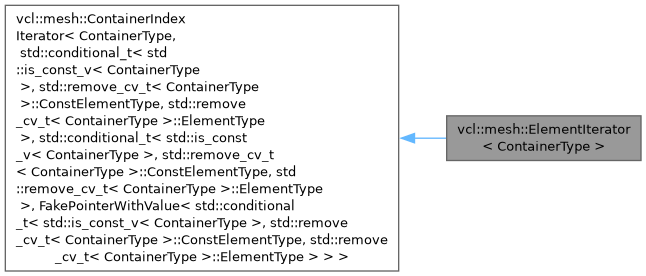 vcl::mesh::ContainerIndex
Iterator< ContainerType,
std::conditional_t< std
::is_const_v< ContainerType
>, std::remove_cv_t< ContainerType
>::ConstElementType, std::remove
_cv_t< ContainerType >::ElementType
>, std::conditional_t< std::is_const
_v< ContainerType >, std::remove_cv_t
< ContainerType >::ConstElementType, std
::remove_cv_t< ContainerType >::ElementType
>, FakePointerWithValue< std::conditional
_t< std::is_const_v< ContainerType >, std::remove
_cv_t< ContainerType >::ConstElementType, std::remove
_cv_t< ContainerType >::ElementType > > >
vcl::mesh::ElementIterator
< ContainerType >